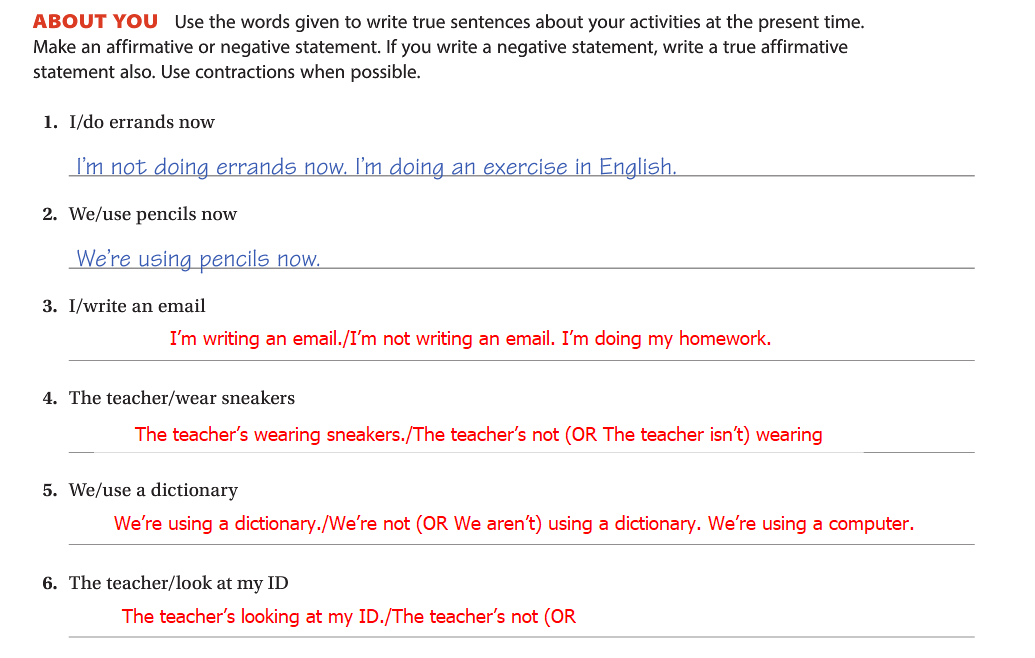 ABOUT YOU Use the words given to write true sentences about your activities at the present time.
Make an affirmative or negative statement. If you write a negative statement, write a true affirmative
statement also. Use contractions when possible.
1. I/do errands now
I'm not doing errands now. I'm doing an exercise in English.
2. We/use pencils now
We're using pencils now.
3. I/write an email
I'm writing an email./I'm not writing an email. I'm doing my homework.
4. The teacher/wear sneakers
The teacher's wearing sneakers./The teacher's not (OR The teacher isn't) wearing
5. We/use a dictionary
We're using a dictionary./We're not (OR We aren't) using a dictionary. We're using a computer.
6. The teacher/look at my ID
The teacher's looking at my ID./The teacher's not (OR